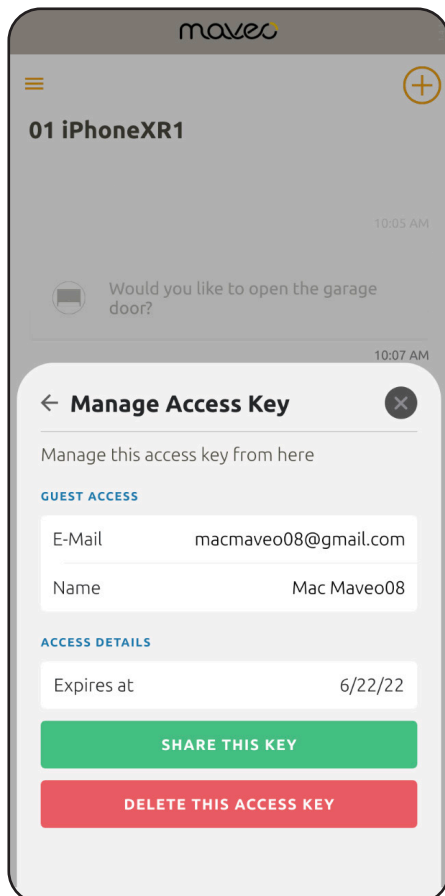 maveo
01 iPhoneXR1
10:05 AM
Would you like to open the garage
door?
10:07 AM
Manage Access Key
Manage this access key from here
GUEST ACCESS
E-Mail macmaveo08@gmail.com
Name Mac Maveo08
ACCESS DETAILS
Expires at 6/22/22
SHARE THIS KEY
DELETE THIS ACCESS KEY